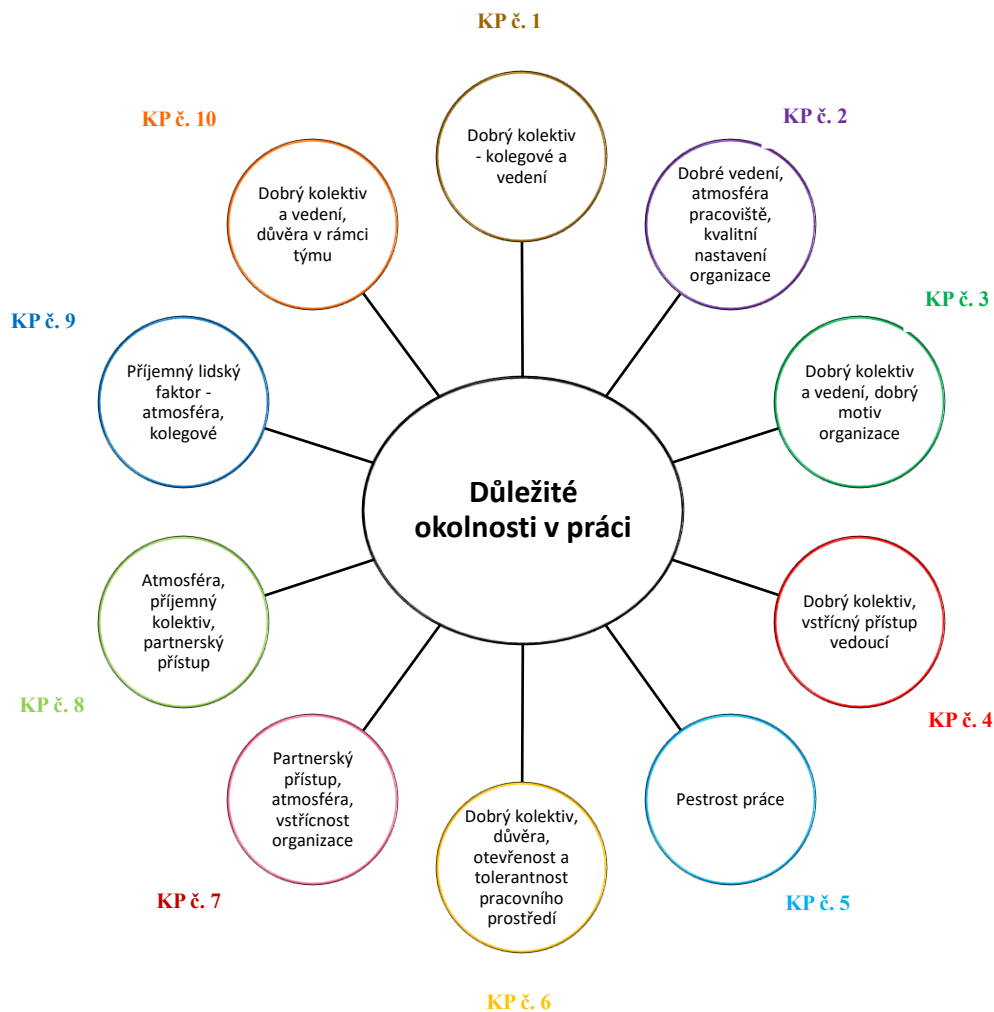 KP č. 1
Dobrý kolektiv
- kolegové a
vedení
KP č. 2
Dobré vedení,
atmosféra
pracoviště,
kvalitní
nastavení
organizace
KP č. 3
Dobrý kolektiv
a vedení, dobrý
motiv
organizace
KP č. 4
Dobrý kolektiv,
vstřícný přístup
vedoucí
KP č. 5
Pestrost práce
KP č. 6
Dobrý kolektiv,
důvěra,
otevřenost a
tolerantnost
pracovního
prostředí
KP č. 7
Partnerský
přístup,
atmosféra,
vstřícnost
organizace
KP č. 8
Atmosféra,
příjemný
kolektiv,
partnerský
přístup
KP č. 9
Příjemný lidský
faktor -
atmosféra,
kolegové
KP č. 10
Dobrý kolektiv
a vedení,
důvěra v rámci
týmu
Důležité
okolnosti v práci